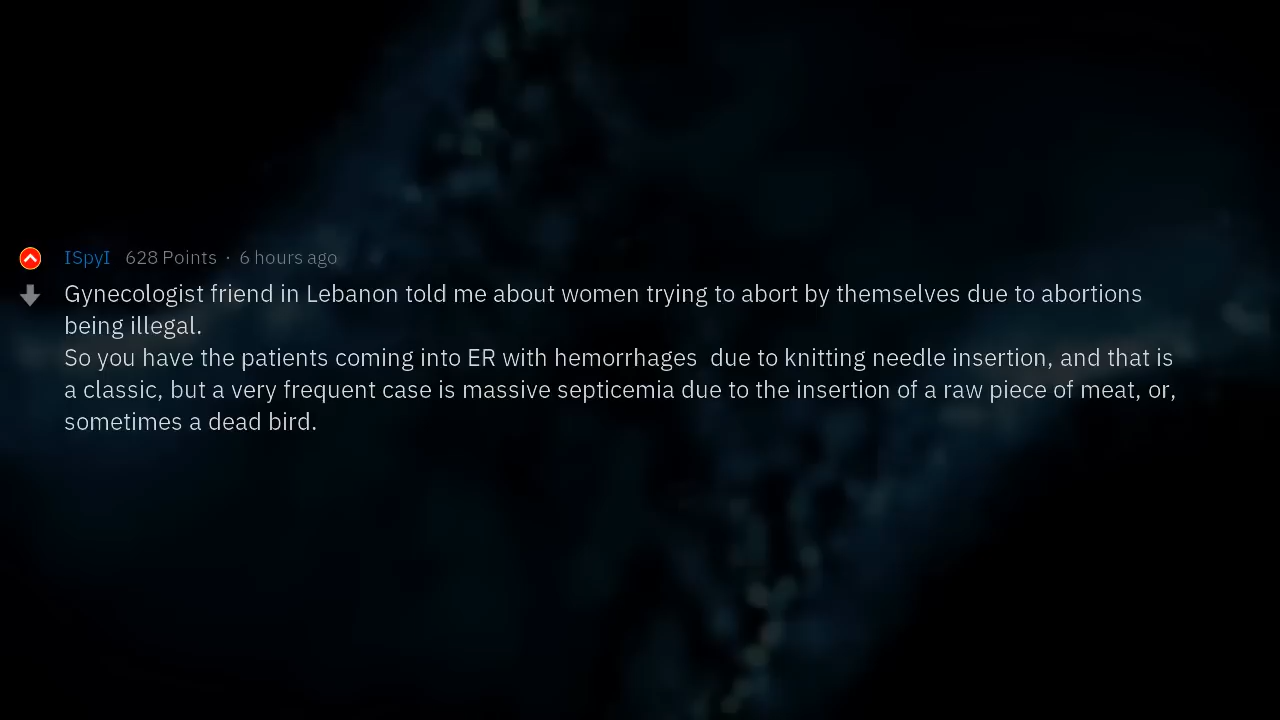 ISpyI 628 Points · 6 hours ago
Gynecologist friend in Lebanon told me about women trying to abort by themselves due to abortions
being illegal.
So you have the patients coming into ER with hemorrhages  due to knitting needle insertion, and that is
a classic, but a very frequent case is massive septicemia due to the insertion of a raw piece of meat, or,
sometimes a dead bird.